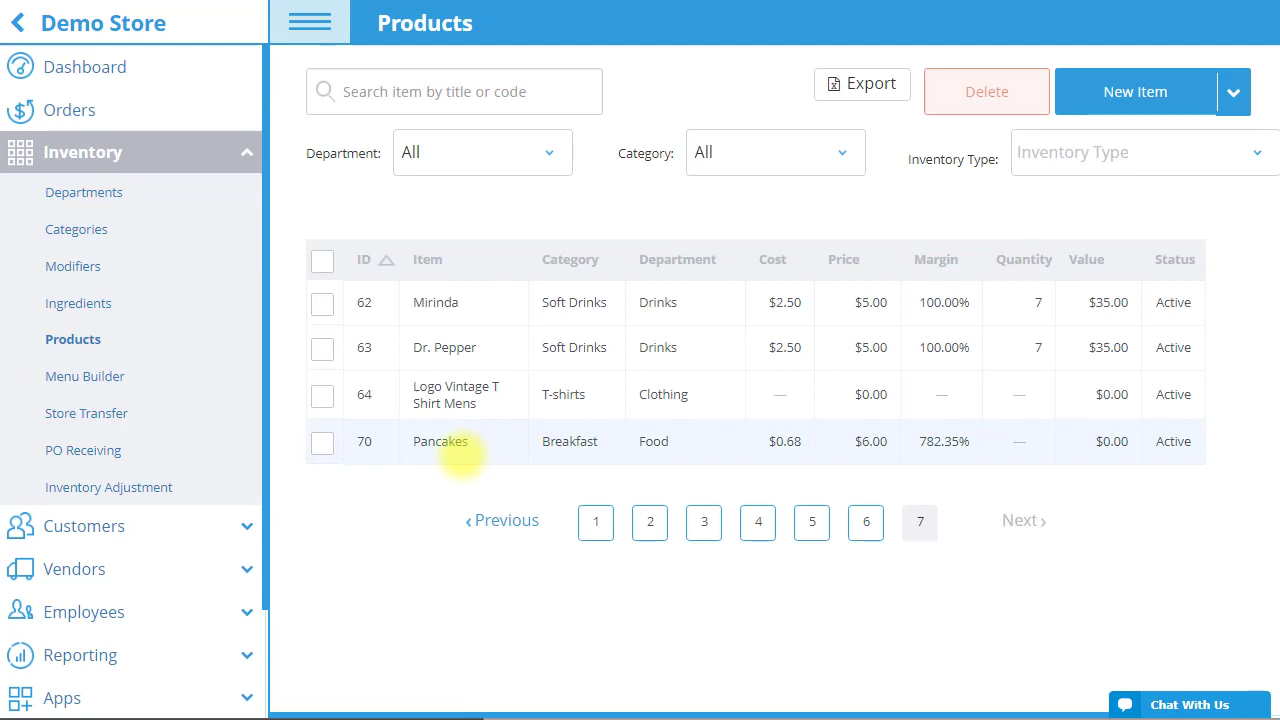 Demo Store
Products
Dashboard
Orders
Inventory
Departments
Categories
Modifiers
Ingredients
Products
Menu Builder
Store Transfer
PO Receiving
Inventory Adjustment
Customers
Vendors
Employees
Reporting
Apps
Search item by title or code
Export
Delete
New Item
Department: All
Category: All
Inventory Type: Inventory Type
ID Item Category Department Cost Price Margin Quantity Value Status
62 Mirinda Soft Drinks Drinks $2.50 $5.00 100.00% 7 $35.00 Active
63 Dr. Pepper Soft Drinks Drinks $2.50 $5.00 100.00% 7 $35.00 Active
64 Logo Vintage T
Shirt Mens T-shirts Clothing — $0.00 — — $0.00 Active
70 Pancakes Breakfast Food $0.68 $6.00 782.35% — $0.00 Active
‹ Previous 1 2 3 4 5 6 7 Next ›
Chat With Us